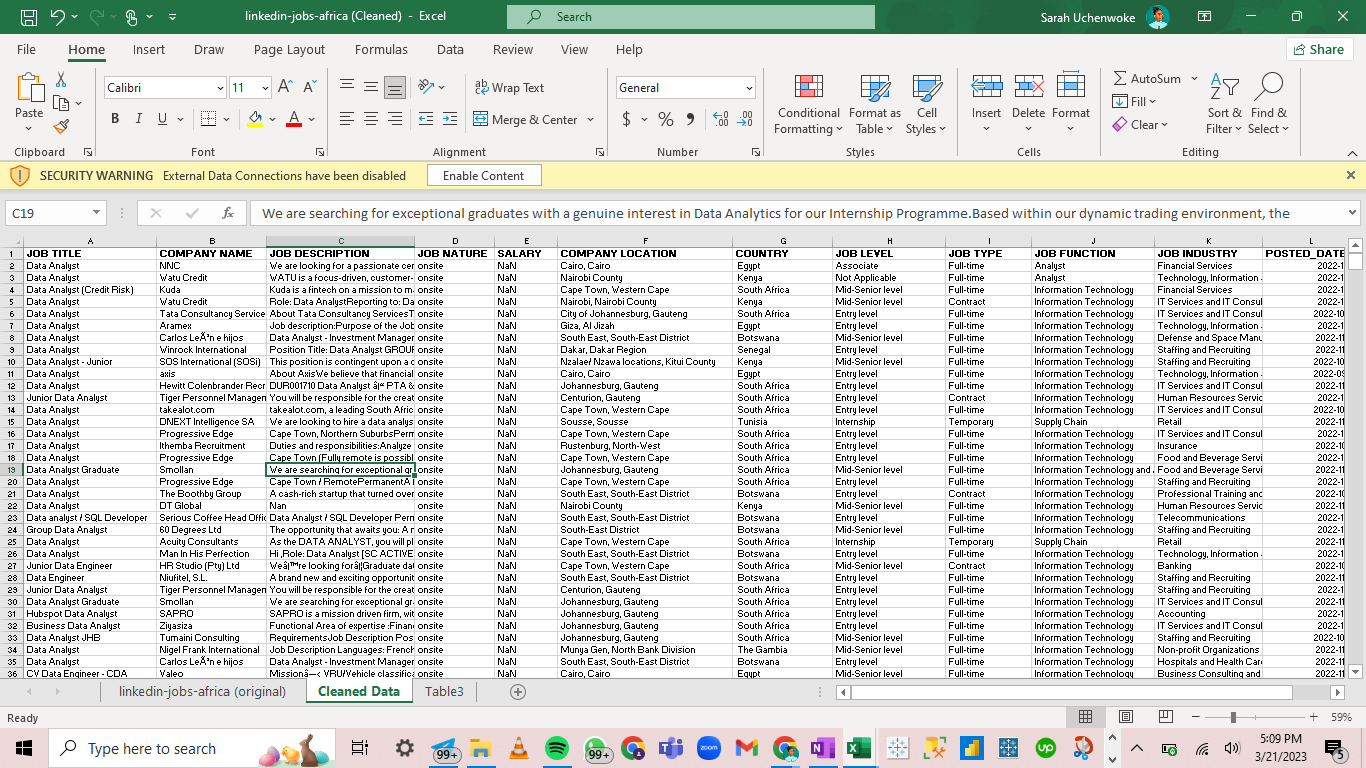 linkedin-jobs-africa (Cleaned) - Excel
Search
Sarah Uchenwoke
File Home Insert Draw Page Layout Formulas Data Review View Help
Share
Paste
Calibri 11
Wrap Text
General
Conditional Formatting
Format as Table
Cell Styles
Insert Delete Format
AutoSum
Fill
Clear
Sort & Filter
Find & Select
B I U
Merge & Center
$ % ,
Clipboard Font Alignment Number Styles Cells Editing
SECURITY WARNING External Data Connections have been disabled Enable Content
C19 fx We are searching for exceptional graduates with a genuine interest in Data Analytics for our Internship Programme.Based within our dynamic trading environment, the
A B C D E F G H I J K L
1 JOB TITLE COMPANY NAME JOB DESCRIPTION JOB NATURE SALARY COMPANY LOCATION COUNTRY JOB LEVEL JOB TYPE JOB FUNCTION JOB INDUSTRY POSTED_DATE
2 Data Analyst NNC We are looking for a passionate cer onsite NaN Cairo, Cairo Egypt Associate Full-time Analyst Financial Services 2022-1
3 Data Analyst Watu Credit WATU is a focus-driven, customer- onsite NaN Nairobi County Kenya Not Applicable Full-time Analyst Technology, Information 2022-1
4 Data Analyst (Credit Risk) Kuda Kuda is a fintech on a mission to m onsite NaN Cape Town, Western Cape South Africa Mid-Senior level Full-time Information Technology Financial Services 2022-1
5 Data Analyst Watu Credit Role: Data AnalystReporting to: Da onsite NaN Nairobi, Nairobi County Kenya Mid-Senior level Contract Information Technology IT Services and IT Consul 2022-10
6 Data Analyst Tata Consultancy Service About Tata Consultancy ServicesT onsite NaN City of Johannesburg, Gauteng South Africa Mid-Senior level Full-time Information Technology IT Services and IT Consul 2022-10
7 Data Analyst Aramex Job description:Purpose of the Job onsite NaN Giza, Al Jizah Egypt Entry level Full-time Information Technology Technology, Information 2022-1
8 Data Analyst Carlos LeÃ³n e hijos Data Analyst - Investment Manager onsite NaN South East, South-East District Botswana Mid-Senior level Full-time Information Technology Defense and Space Manu 2022-1
9 Data Analyst Winrock International Position Title: Data Analyst GROUP onsite NaN Dakar, Dakar Region Senegal Entry level Full-time Information Technology Staffing and Recruiting 2022-1
10 Data Analyst - Junior SOS International (SOSi) This position is contingent upon a c onsite NaN Nzalae/ Nzawa locations, Kitui County Kenya Mid-Senior level Full-time Information Technology Staffing and Recruiting 2022-10
11 Data Analyst axis About AxisWe believe that financial onsite NaN Cairo, Cairo Egypt Entry level Full-time Information Technology Technology, Information 2022-09
12 Data Analyst Hewitt Colenbrander Recr DUR001710 Data Analyst PTA & onsite NaN Johannesburg, Gauteng South Africa Entry level Full-time Information Technology IT Services and IT Consul 2022-11
13 Junior Data Analyst Tiger Personnel Managem You will be responsible for the creat onsite NaN Centurion, Gauteng South Africa Entry level Contract Information Technology Human Resources Servic 2022-1
14 Data Analyst takealot.com takealot.com, a leading South Afric onsite NaN Cape Town, Western Cape South Africa Entry level Full-time Information Technology IT Services and IT Consul 2022-10
15 Data Analyst DNEXT Intelligence SA We are looking to hire a data analys onsite NaN Sousse, Sousse Tunisia Internship Temporary Supply Chain Retail 2022-11
16 Data Analyst Progressive Edge Cape Town, Northern SuburbsPerm onsite NaN Cape Town, Western Cape South Africa Entry level Full-time Information Technology IT Services and IT Consul 2022-1
17 Data Analyst Ithemba Recruitment Duties and responsibilities:Analyze onsite NaN Rustenburg, North-West South Africa Entry level Full-time Information Technology Insurance 2022-10
18 Data Analyst Progressive Edge Cape Town (Fully remote is possibl onsite NaN Cape Town, Western Cape South Africa Entry level Full-time Information Technology Food and Beverage Servi 2022-1
19 Data Analyst Graduate Smollan We are searching for exceptional gr onsite NaN Johannesburg, Gauteng South Africa Mid-Senior level Full-time Information Technology and Food and Beverage Servi 2022-11
20 Data Analyst Progressive Edge Cape Town / RemotePermanentA onsite NaN Cape Town, Western Cape South Africa Mid-Senior level Full-time Information Technology Staffing and Recruiting 2022-1
21 Data Analyst The Boothby Group A cash-rich startup that turned over onsite NaN South East, South-East District Botswana Entry level Contract Information Technology Professional Training and 2022-1
22 Data Analyst DT Global Nan onsite NaN Nairobi County Kenya Mid-Senior level Full-time Information Technology Human Resources Servic 2022-1
23 Data analyst / SQL Developer Serious Coffee Head Offic Data Analyst / SQL Developer Perm onsite NaN South East, South-East District Botswana Entry level Full-time Information Technology Telecommunications 2022-1
24 Group Data Analyst 60 Degrees Ltd The opportunity that awaits you: A r onsite NaN South-East District Botswana Mid-Senior level Full-time Information Technology Staffing and Recruiting 2022-10
25 Data Analyst Acuity Consultants As the DATA ANALYST, you will pl onsite NaN Cape Town, Western Cape South Africa Internship Temporary Supply Chain Retail 2022-11
26 Data Analyst Man In His Perfection Hi ,Role: Data Analyst [SC ACTIVE onsite NaN South East, South-East District Botswana Entry level Full-time Information Technology Technology, Information 2022-1
27 Junior Data Engineer HR Studio (Pty) Ltd Weâ€™re looking for Graduate dat onsite NaN Cape Town, Western Cape South Africa Mid-Senior level Contract Information Technology Banking 2022-10
28 Data Engineer Niufitel, S.L. A brand new and exciting opportunit onsite NaN South East, South-East District Botswana Entry level Full-time Information Technology Staffing and Recruiting 2022-1
29 Junior Data Analyst Tiger Personnel Managem You will be responsible for the creat onsite NaN Centurion, Gauteng South Africa Entry level Full-time Information Technology Staffing and Recruiting 2022-1
30 Data Analyst Graduate Smollan We are searching for exceptional gr onsite NaN Johannesburg, Gauteng South Africa Entry level Full-time Information Technology IT Services and IT Consul 2022-11
31 Hubspot Data Analyst SAPRO SAPRO is a mission driven firm, wit onsite NaN Johannesburg, Gauteng South Africa Entry level Full-time Information Technology Accounting 2022-1
32 Business Data Analyst Ziyasiza Functional Area of expertise :Finan onsite NaN Johannesburg, Gauteng South Africa Entry level Full-time Information Technology IT Services and IT Consul 2022-1
33 Data Analyst JHB Tumaini Consulting RequirementsJob Description Pos onsite NaN Johannesburg, Gauteng South Africa Mid-Senior level Full-time Information Technology Staffing and Recruiting 2022-10
34 Data Analyst Nigel Frank International Job Description Languages: French onsite NaN Munya Gen, North Bank Division The Gambia Mid-Senior level Full-time Information Technology Non-profit Organizations 2022-1
35 Data Analyst Carlos LeÃ³n e hijos Data Analyst - Investment Manager onsite NaN South East, South-East District Botswana Entry level Full-time Information Technology Hospitals and Health Car 2022-1
36 CV Data Engineer - CDA Valeo VRU/Vehicle classifica onsite NaN Cairo, Cairo Egypt Entry level Full-time Information Technology Business Consulting and 2022-1
linkedin-jobs-africa (original) Cleaned Data Table3
Ready
59%
Type here to search
99+
99+
zoom
up
5:09 PM
3/21/2023
5